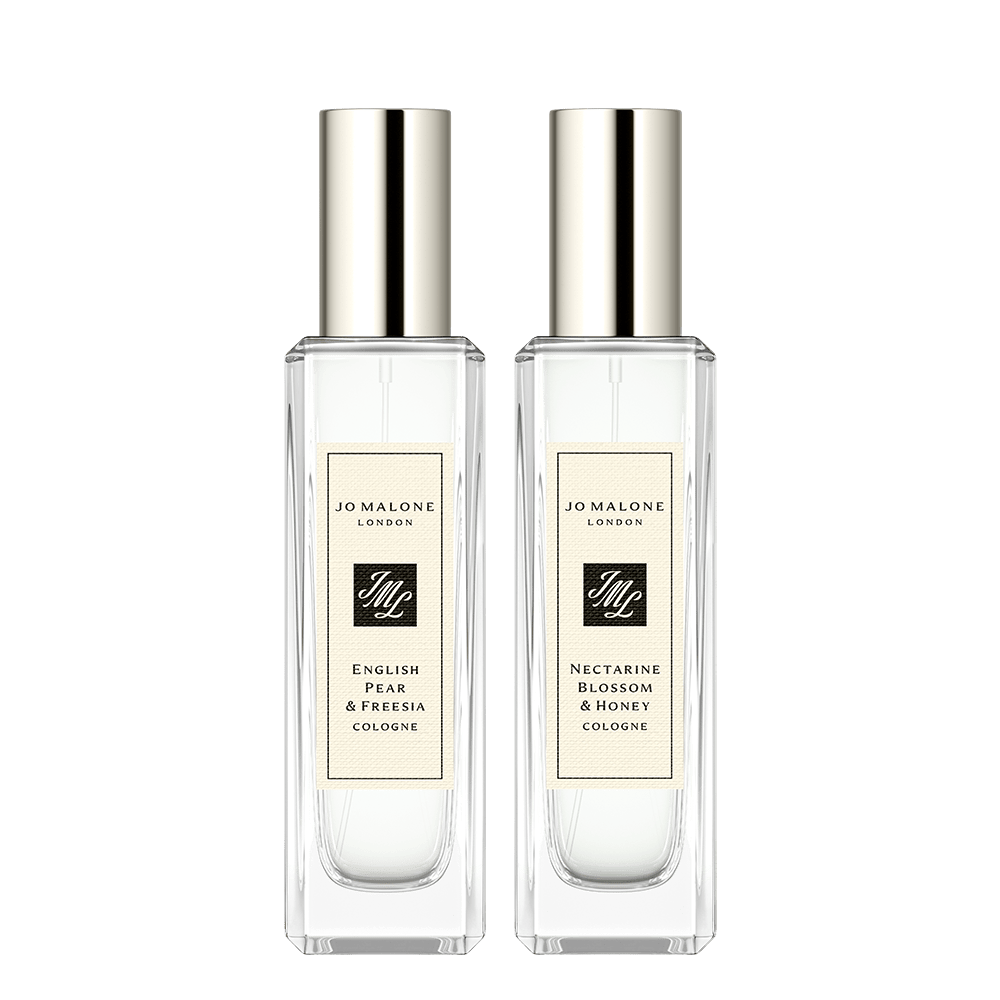 JO MALONE
LONDON
JML
ENGLISH
PEAR
& FREESIA
COLOGNE
JO MALONE
LONDON
JML
NECTARINE
BLOSSOM
& HONEY
COLOGNE